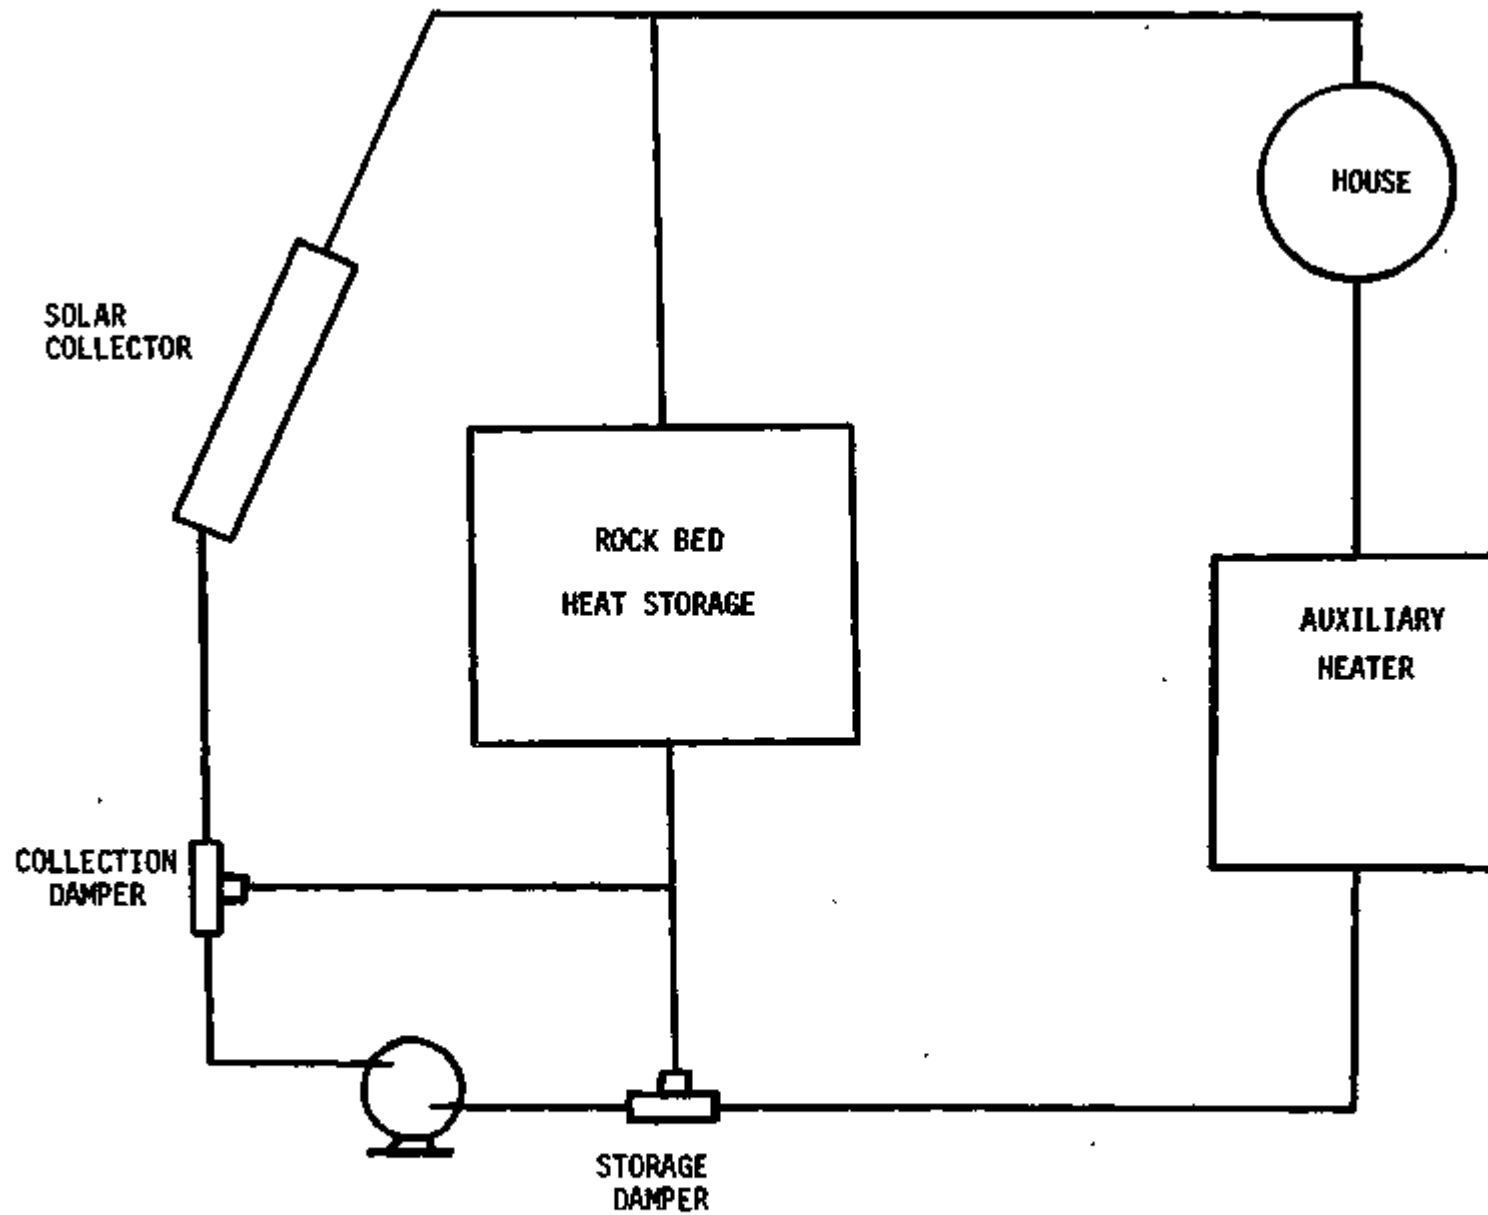 HOUSE
SOLAR
COLLECTOR
ROCK BED
HEAT STORAGE
AUXILIARY
HEATER
COLLECTION
DAMPER
STORAGE
DAMPER